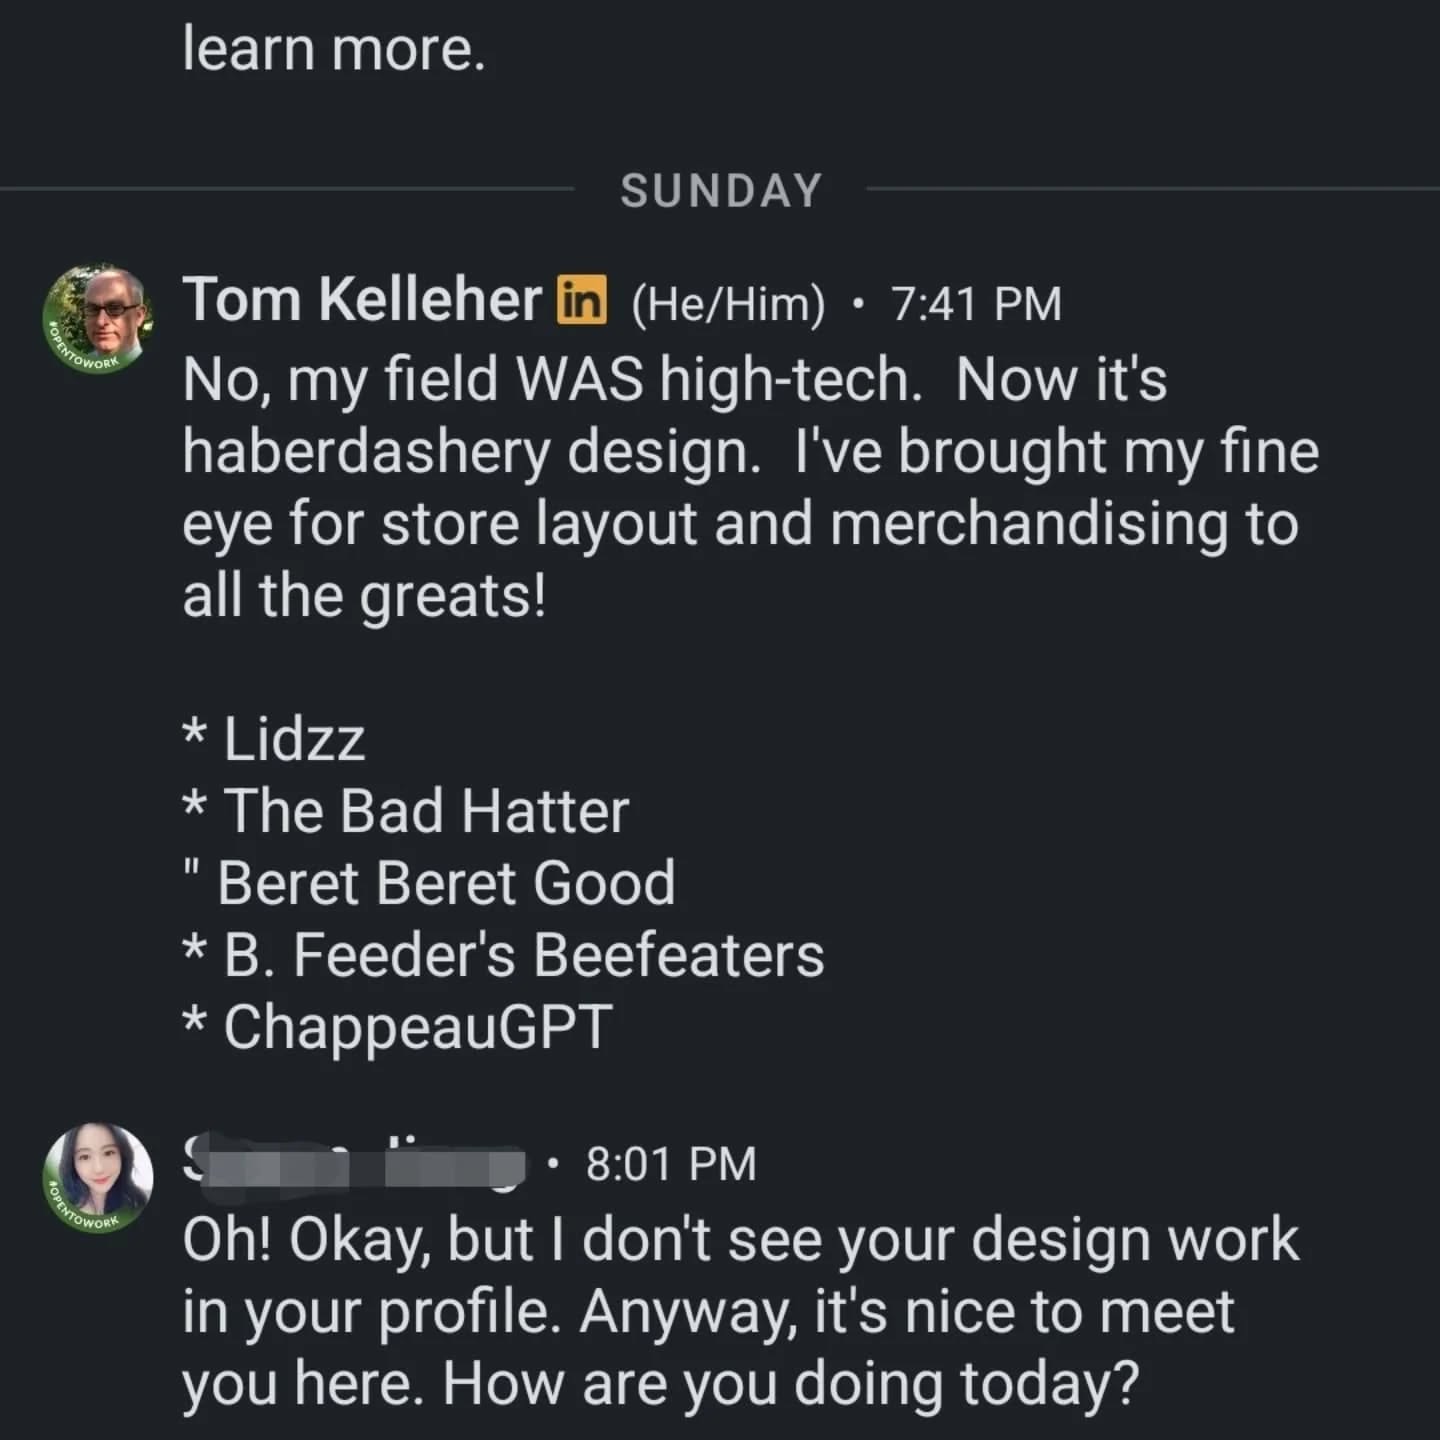 learn more.
SUNDAY
#OPENTOWORK
Tom Kelleher in (He/Him) • 7:41 PM
No, my field WAS high-tech.  Now it's
haberdashery design.  I've brought my fine
eye for store layout and merchandising to
all the greats!
* Lidzz
* The Bad Hatter
" Beret Beret Good
* B. Feeder's Beefeaters
* ChappeauGPT
#OPENTOWORK
• 8:01 PM
Oh! Okay, but I don't see your design work
in your profile. Anyway, it's nice to meet
you here. How are you doing today?